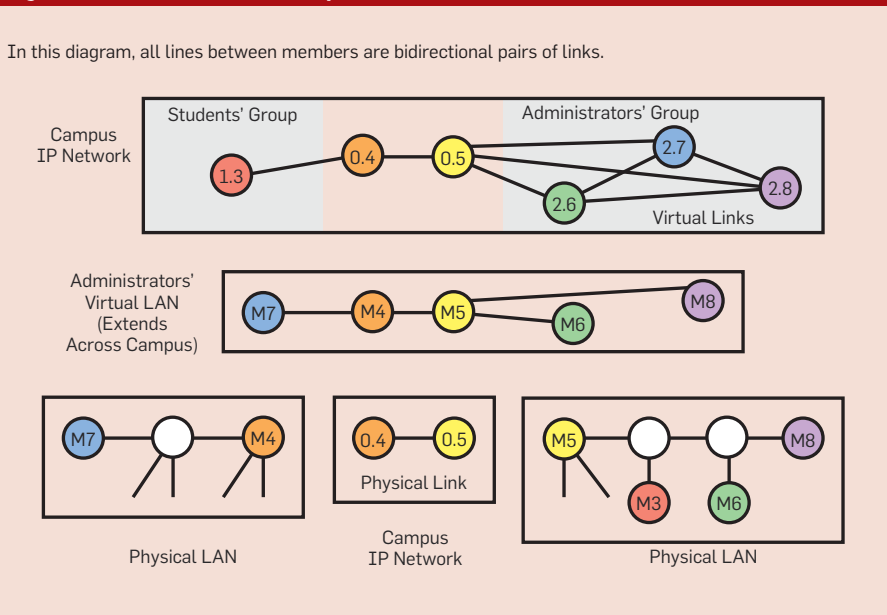 In this diagram, all lines between members are bidirectional pairs of links.
Campus
IP Network
Students' Group
Administrators' Group
1.3
0.4
0.5
2.7
2.6
2.8
Virtual Links
Administrators'
Virtual LAN
(Extends
Across Campus)
M7
M4
M5
M6
M8
M7
M4
Physical LAN
0.4
0.5
Physical Link
Campus
IP Network
M5
M8
M3
M6
Physical LAN